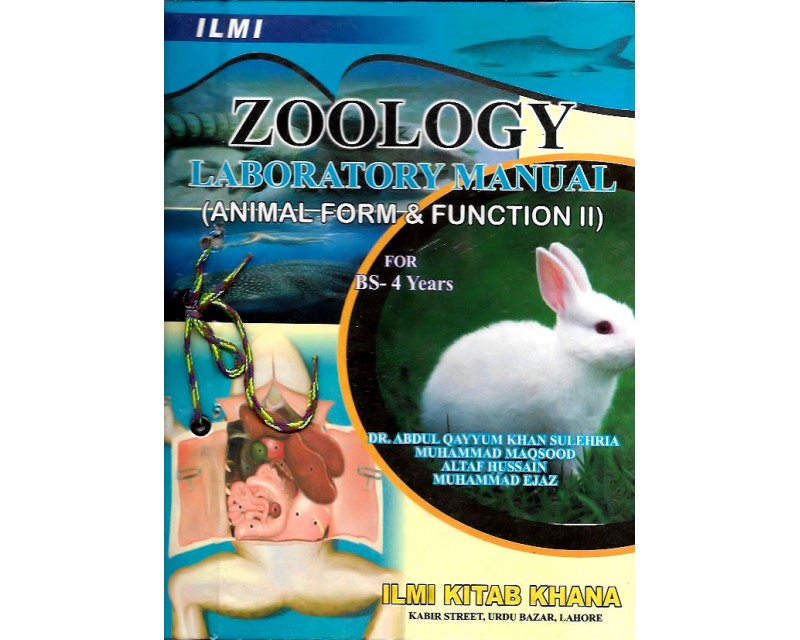 ILMI
ZOOLOGY
LABORATORY MANUAL
(ANIMAL FORM & FUNCTION II)
FOR
BS- 4 Years
DR. ABDUL QAYYUM KHAN SULEHRIA
MUHAMMAD MAQSOOD
ALTAF HUSSAIN
MUHAMMAD EJAZ
ILMI KITAB KHANA
KABIR STREET, URDU BAZAR, LAHORE